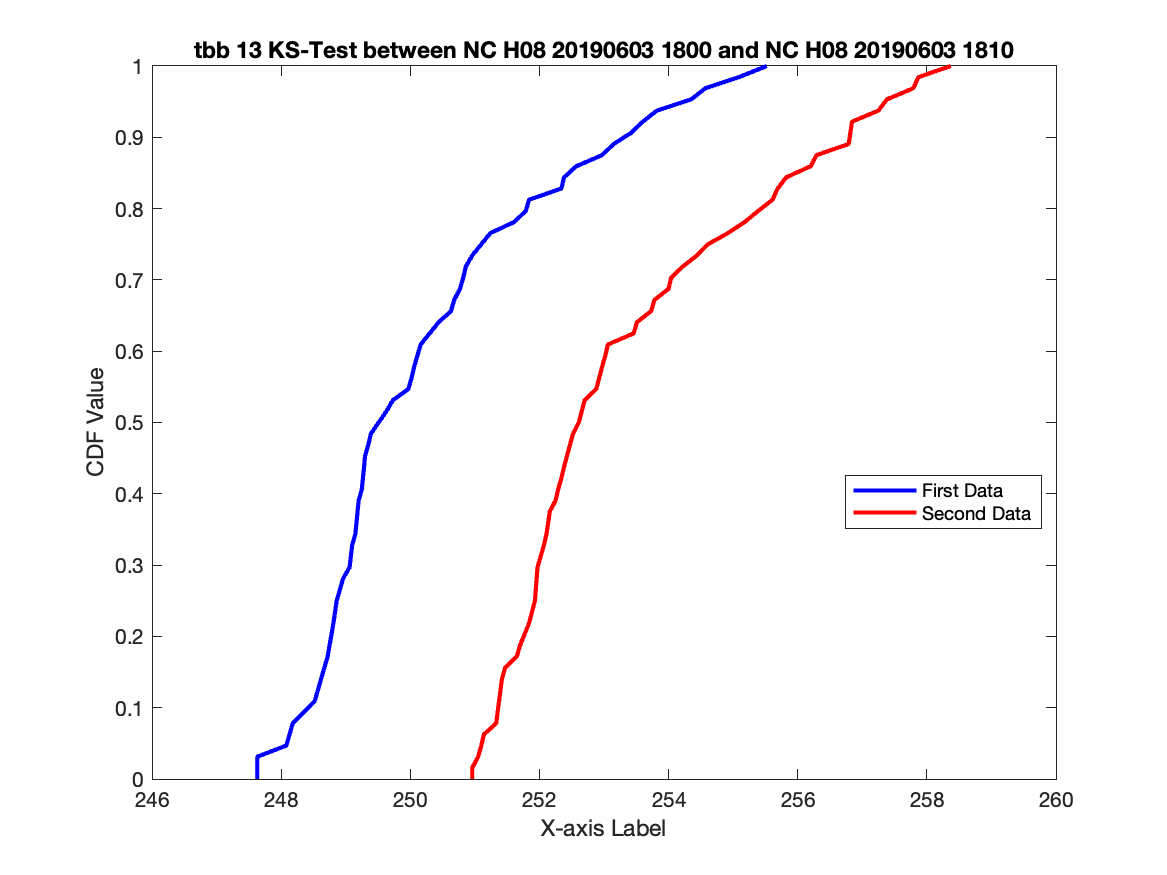 tbb 13 KS-Test between NC H08 20190603 1800 and NC H08 20190603 1810
1
0.9
0.8
0.7
0.6
0.5
0.4
0.3
0.2
0.1
0
CDF Value
First Data
Second Data
246 248 250 252 254 256 258 260
X-axis Label